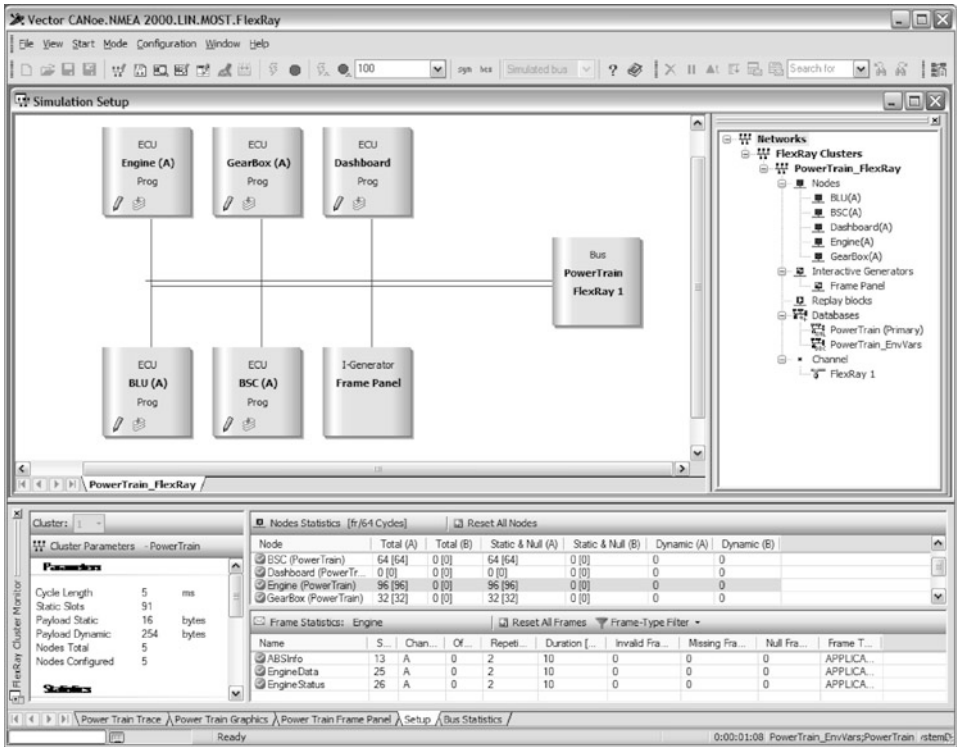 Vector CANoe.NMEA 2000.LIN.MOST.FlexRay
File View Start Mode Configuration Window Help
100 sym hex Simulated bus Search for
Simulation Setup
ECU
Engine (A)
Prog
ECU
GearBox (A)
Prog
ECU
Dashboard
Prog
Bus
PowerTrain
FlexRay 1
ECU
BLU (A)
Prog
ECU
BSC (A)
Prog
I-Generator
Frame Panel
PowerTrain_FlexRay
Networks
FlexRay Clusters
PowerTrain_FlexRay
Nodes
BLU(A)
BSC(A)
Dashboard(A)
Engine(A)
GearBox(A)
Interactive Generators
Frame Panel
Replay blocks
Databases
PowerTrain (Primary)
PowerTrain_EnvVars
Channel
FlexRay 1
FlexRay Cluster Monitor
Cluster: 1
Cluster Parameters - PowerTrain
Parameters
Cycle Length 5 ms
Static Slots 91
Payload Static 16 bytes
Payload Dynamic 254 bytes
Nodes Total 5
Nodes Configured 5
Statistics
Nodes Statistics [fr/64 Cycles] Reset All Nodes
Node Total (A) Total (B) Static & Null (A) Static & Null (B) Dynamic (A) Dynamic (B)
BSC (PowerTrain) 64 [64] 0 [0] 64 [64] 0 [0] 0 0
Dashboard (PowerTr... 0 [0] 0 [0] 0 [0] 0 [0] 0 0
Engine (PowerTrain) 96 [96] 0 [0] 96 [96] 0 [0] 0 0
GearBox (PowerTrain) 32 [32] 0 [0] 32 [32] 0 [0] 0 0
Frame Statistics: Engine Reset All Frames Frame-Type Filter
Name S... Chan... Of... Repeti... Duration [... Invalid Fra... Missing Fra... Null Fra... Frame T...
ABSInfo 13 A 0 2 10 0 0 0 APPLICA...
EngineData 25 A 0 2 10 0 0 0 APPLICA...
EngineStatus 26 A 0 2 10 0 0 0 APPLICA...
Power Train Trace Power Train Graphics Power Train Frame Panel Setup Bus Statistics
Ready 0:00:01:08 PowerTrain_EnvVars;PowerTrain